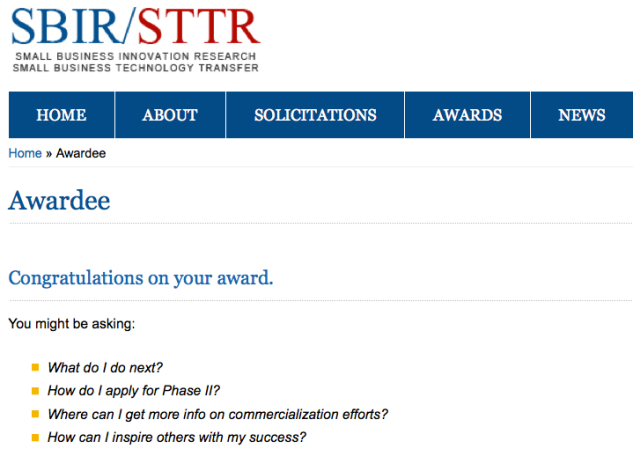 SBIR/STTR
SMALL BUSINESS INNOVATION RESEARCH
SMALL BUSINESS TECHNOLOGY TRANSFER
HOME ABOUT SOLICITATIONS AWARDS NEWS
Home » Awardee
Awardee
Congratulations on your award.
You might be asking:
What do I do next?
How do I apply for Phase II?
Where can I get more info on commercialization efforts?
How can I inspire others with my success?